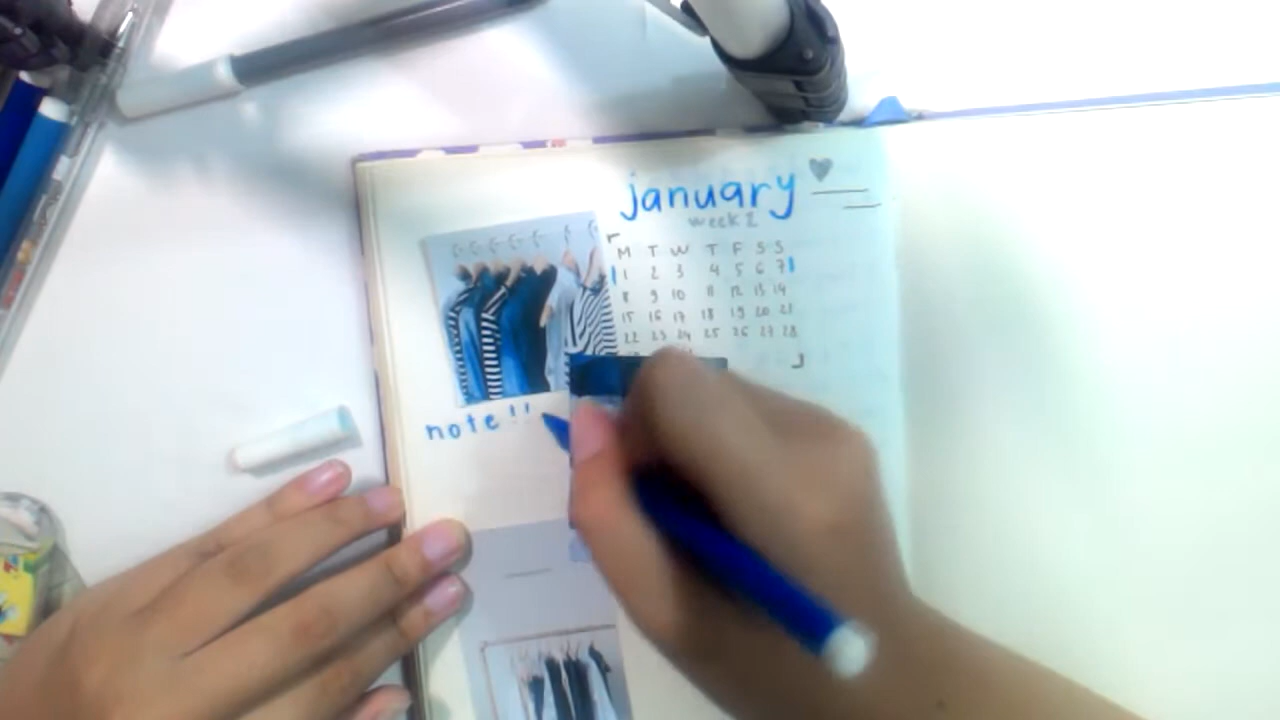 january
week 2
M T W T F S S
1 2 3 4 5 6 7
8 9 10 11 12 13 14
15 16 17 18 19 20 21
22 23 24 25 26 27 28
note!!